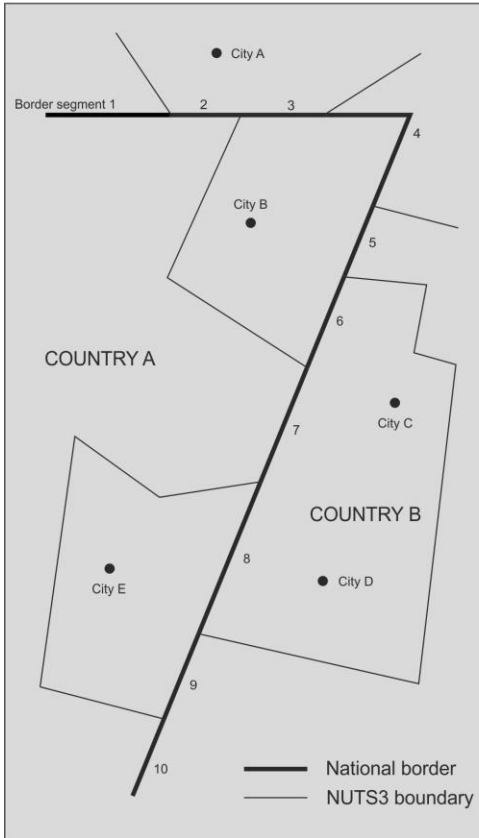 City A
Border segment 1
2
3
4
City B
5
6
COUNTRY A
City C
7
COUNTRY B
8
City E
City D
9
10
National border
NUTS3 boundary